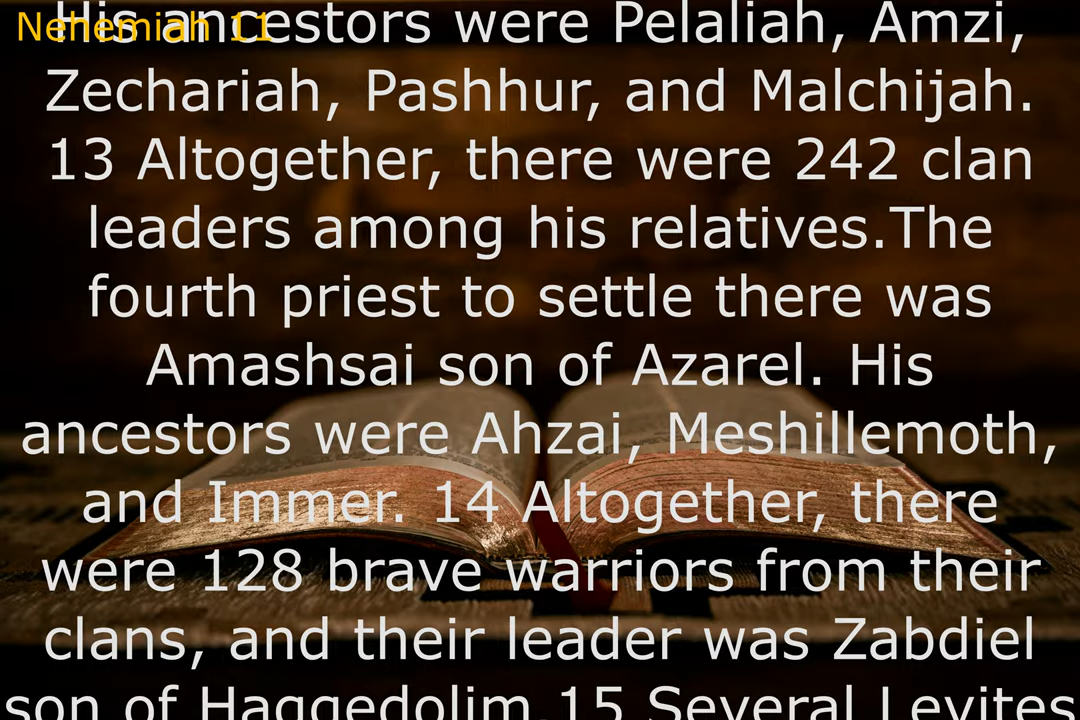 Nehemiah 11
His ancestors were Pelaliah, Amzi,
Zechariah, Pashhur, and Malchijah.
13 Altogether, there were 242 clan
leaders among his relatives.The
fourth priest to settle there was
Amashsai son of Azarel. His
ancestors were Ahzai, Meshillemoth,
and Immer. 14 Altogether, there
were 128 brave warriors from their
clans, and their leader was Zabdiel
son of Haggedolim.15 Several Levites